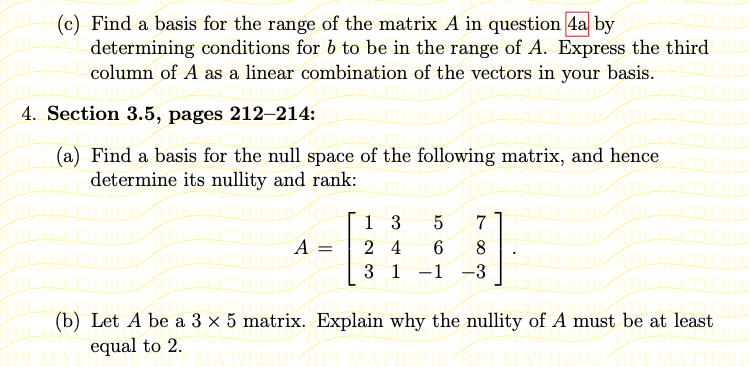 (c) Find a basis for the range of the matrix A in question 4a by
determining conditions for b to be in the range of A. Express the third
column of A as a linear combination of the vectors in your basis.
4. Section 3.5, pages 212–214:
(a) Find a basis for the null space of the following matrix, and hence
determine its nullity and rank:
A = [ 1 3 5 7
2 4 6 8
3 1 −1 −3 ] .
(b) Let A be a 3 × 5 matrix. Explain why the nullity of A must be at least
equal to 2.
RPI MATH2010 RPI MATH2010 RPI MATH2010 RPI MATH2010